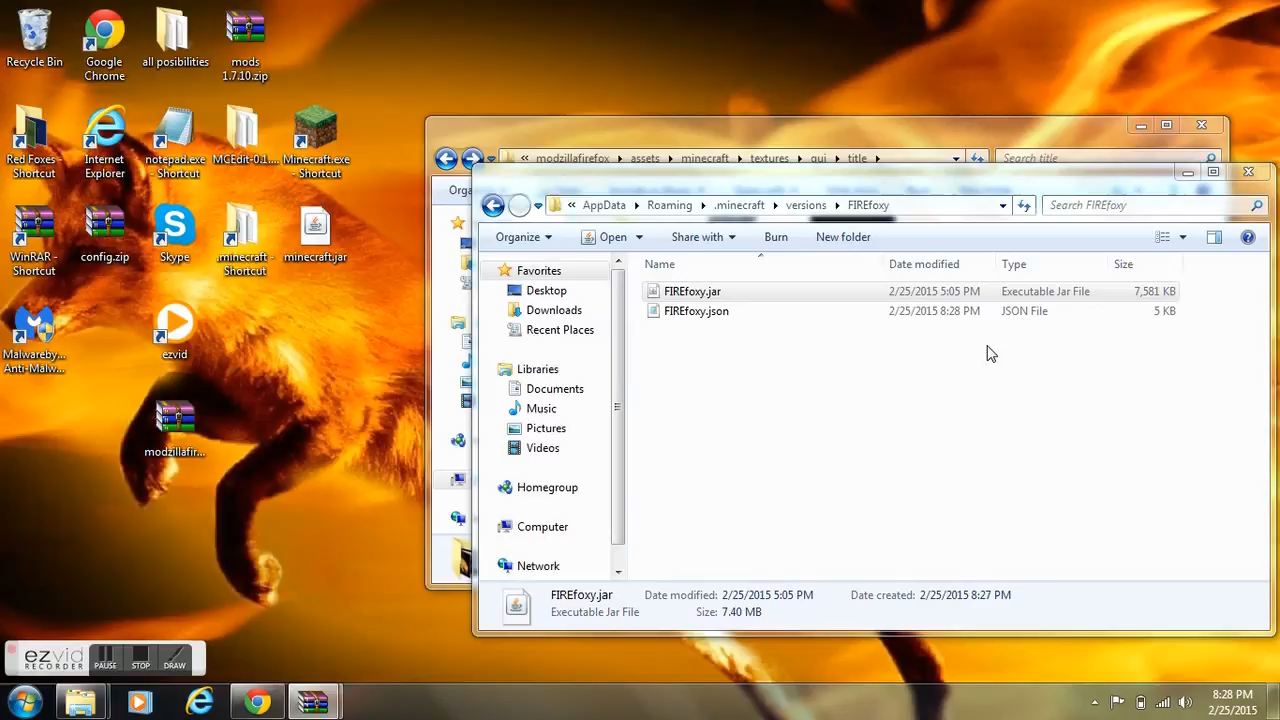 Recycle Bin
Google
Chrome
all posibilities
mods
1.7.10.zip
Red Foxes -
Shortcut
Internet
Explorer
notepad.exe
- Shortcut
MCEdit-0.1....
Minecraft.exe
- Shortcut
WinRAR -
Shortcut
config.zip
Skype
.minecraft -
Shortcut
minecraft.jar
Malwareby...
Anti-Malw...
ezvid
modzillafir...
« modzillafirefox assets minecraft textures gui title
Search title
Orga
« AppData Roaming .minecraft versions FIREfoxy
Search FIREfoxy
Organize Open Share with Burn New folder
Name Date modified Type Size
FIREfoxy.jar 2/25/2015 5:05 PM Executable Jar File 7,581 KB
FIREfoxy.json 2/25/2015 8:28 PM JSON File 5 KB
Favorites
Desktop
Downloads
Recent Places
Libraries
Documents
Music
Pictures
Videos
Homegroup
Computer
Network
FIREfoxy.jar Date modified: 2/25/2015 5:05 PM Date created: 2/25/2015 8:27 PM
Executable Jar File Size: 7.40 MB
ezvid
RECORDER
PAUSE STOP DRAW
8:28 PM
2/25/2015